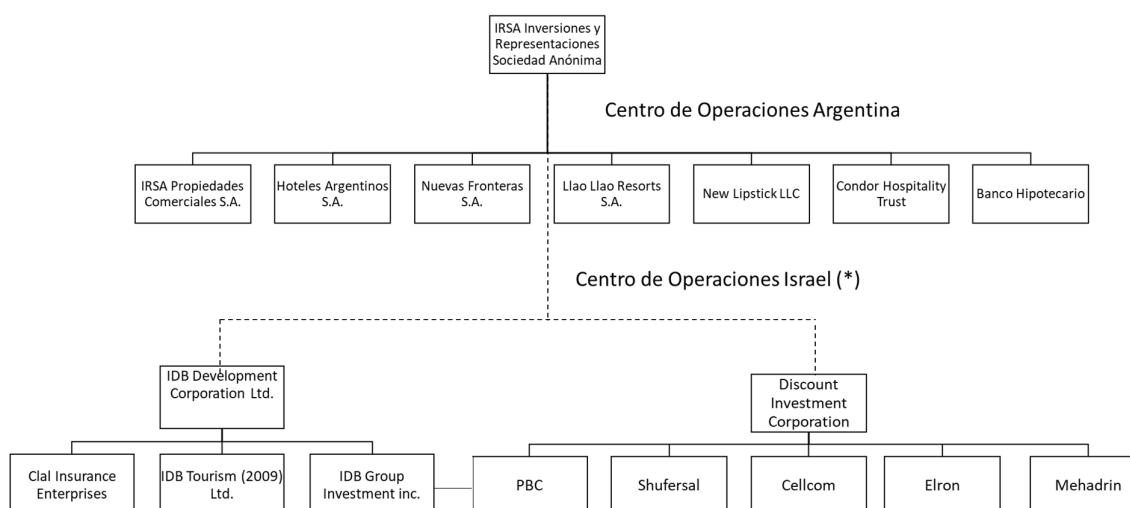 IRSA Inversiones y
Representaciones
Sociedad Anónima
Centro de Operaciones Argentina
IRSA Propiedades
Comerciales S.A.
Hoteles Argentinos
S.A.
Nuevas Fronteras
S.A.
Llao Llao Resorts
S.A.
New Lipstick LLC
Condor Hospitality
Trust
Banco Hipotecario
Centro de Operaciones Israel (*)
IDB Development
Corporation Ltd.
Discount
Investment
Corporation
Clal Insurance
Enterprises
IDB Tourism (2009)
Ltd.
IDB Group
Investment inc.
PBC
Shufersal
Cellcom
Elron
Mehadrin